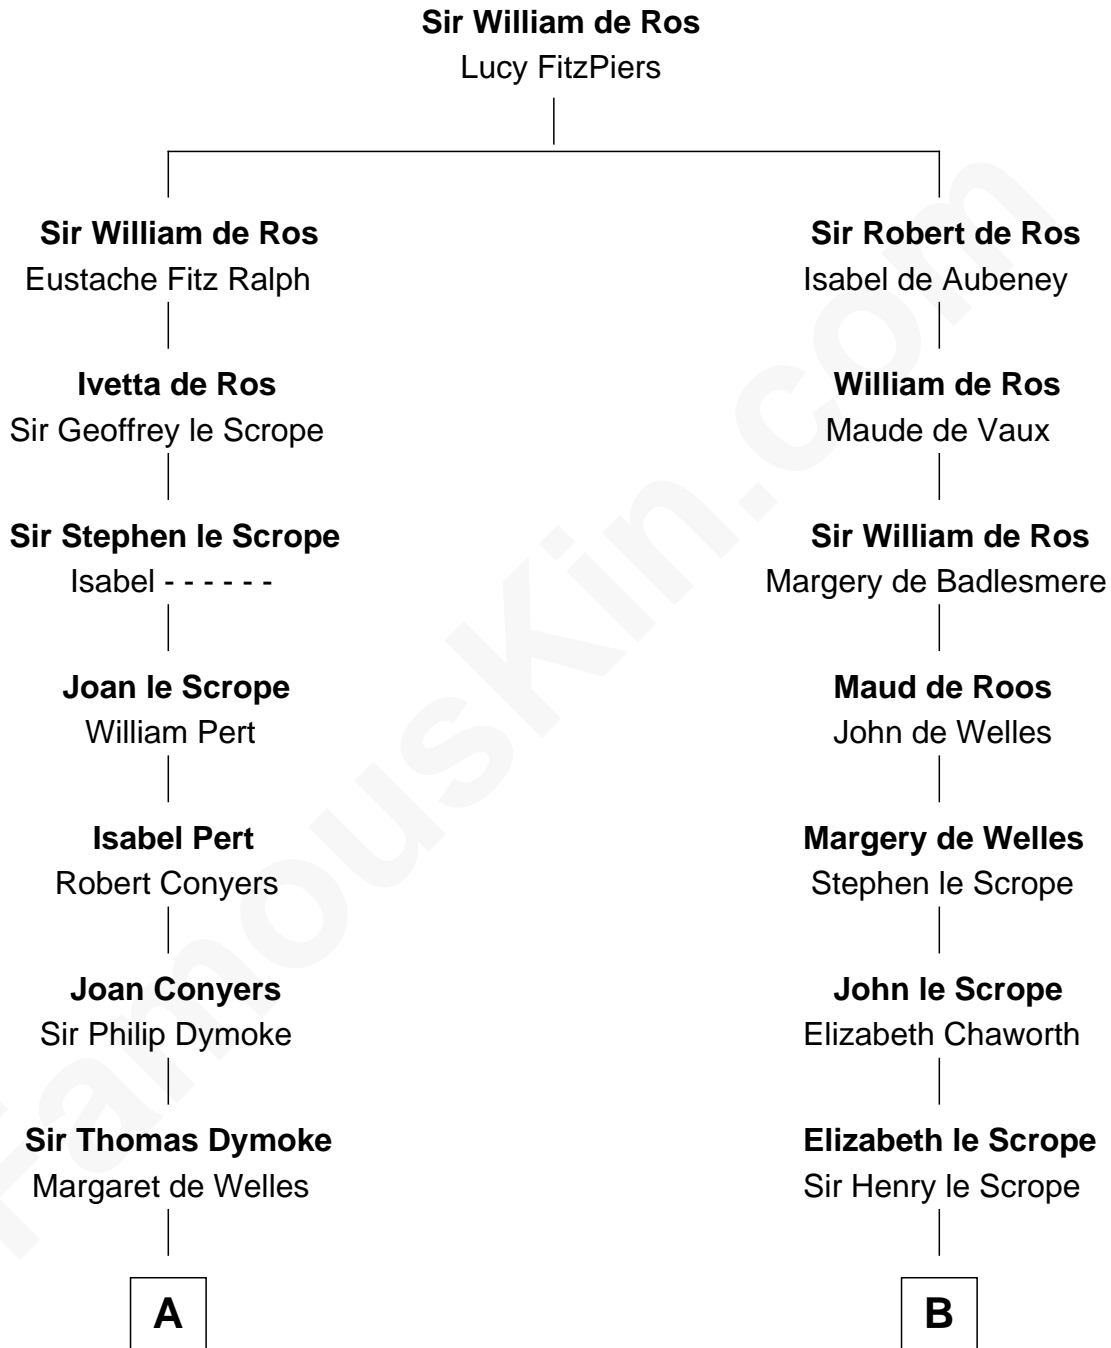 Sir William de Ros
Lucy FitzPiers
Sir William de Ros
Eustache Fitz Ralph
Ivetta de Ros
Sir Geoffrey le Scrope
Sir Stephen le Scrope
Isabel - - - - - -
Joan le Scrope
William Pert
Isabel Pert
Robert Conyers
Joan Conyers
Sir Philip Dymoke
Sir Thomas Dymoke
Margaret de Welles
A
Sir Robert de Ros
Isabel de Aubeney
William de Ros
Maude de Vaux
Sir William de Ros
Margery de Badlesmere
Maud de Roos
John de Welles
Margery de Welles
Stephen le Scrope
John le Scrope
Elizabeth Chaworth
Elizabeth le Scrope
Sir Henry le Scrope
B
FamousKin.com